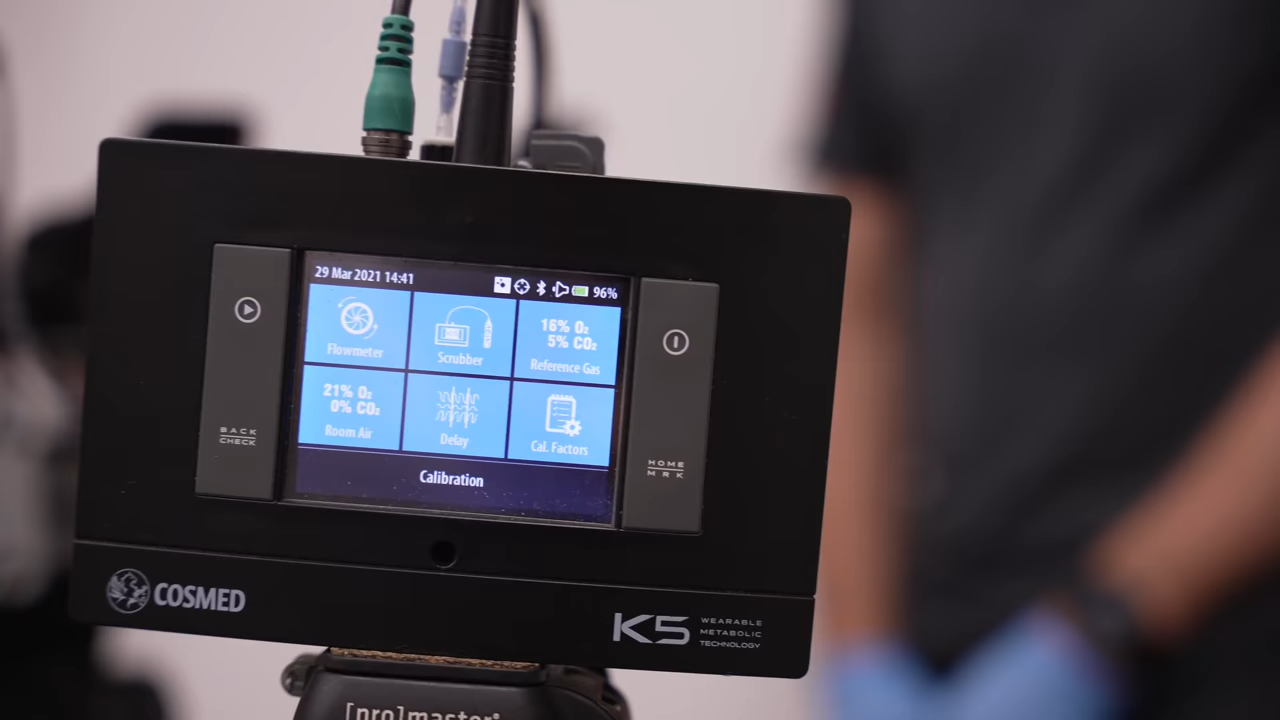 29 Mar 2021 14:41
96%
Flowmeter
Scrubber
16% O₂
5% CO₂
Reference Gas
21% O₂
0% CO₂
Room Air
Delay
Cal. Factors
Calibration
BACK
CHECK
HOME
MRK
COSMED
K5
WEARABLE
METABOLIC
TECHNOLOGY
[pro]master